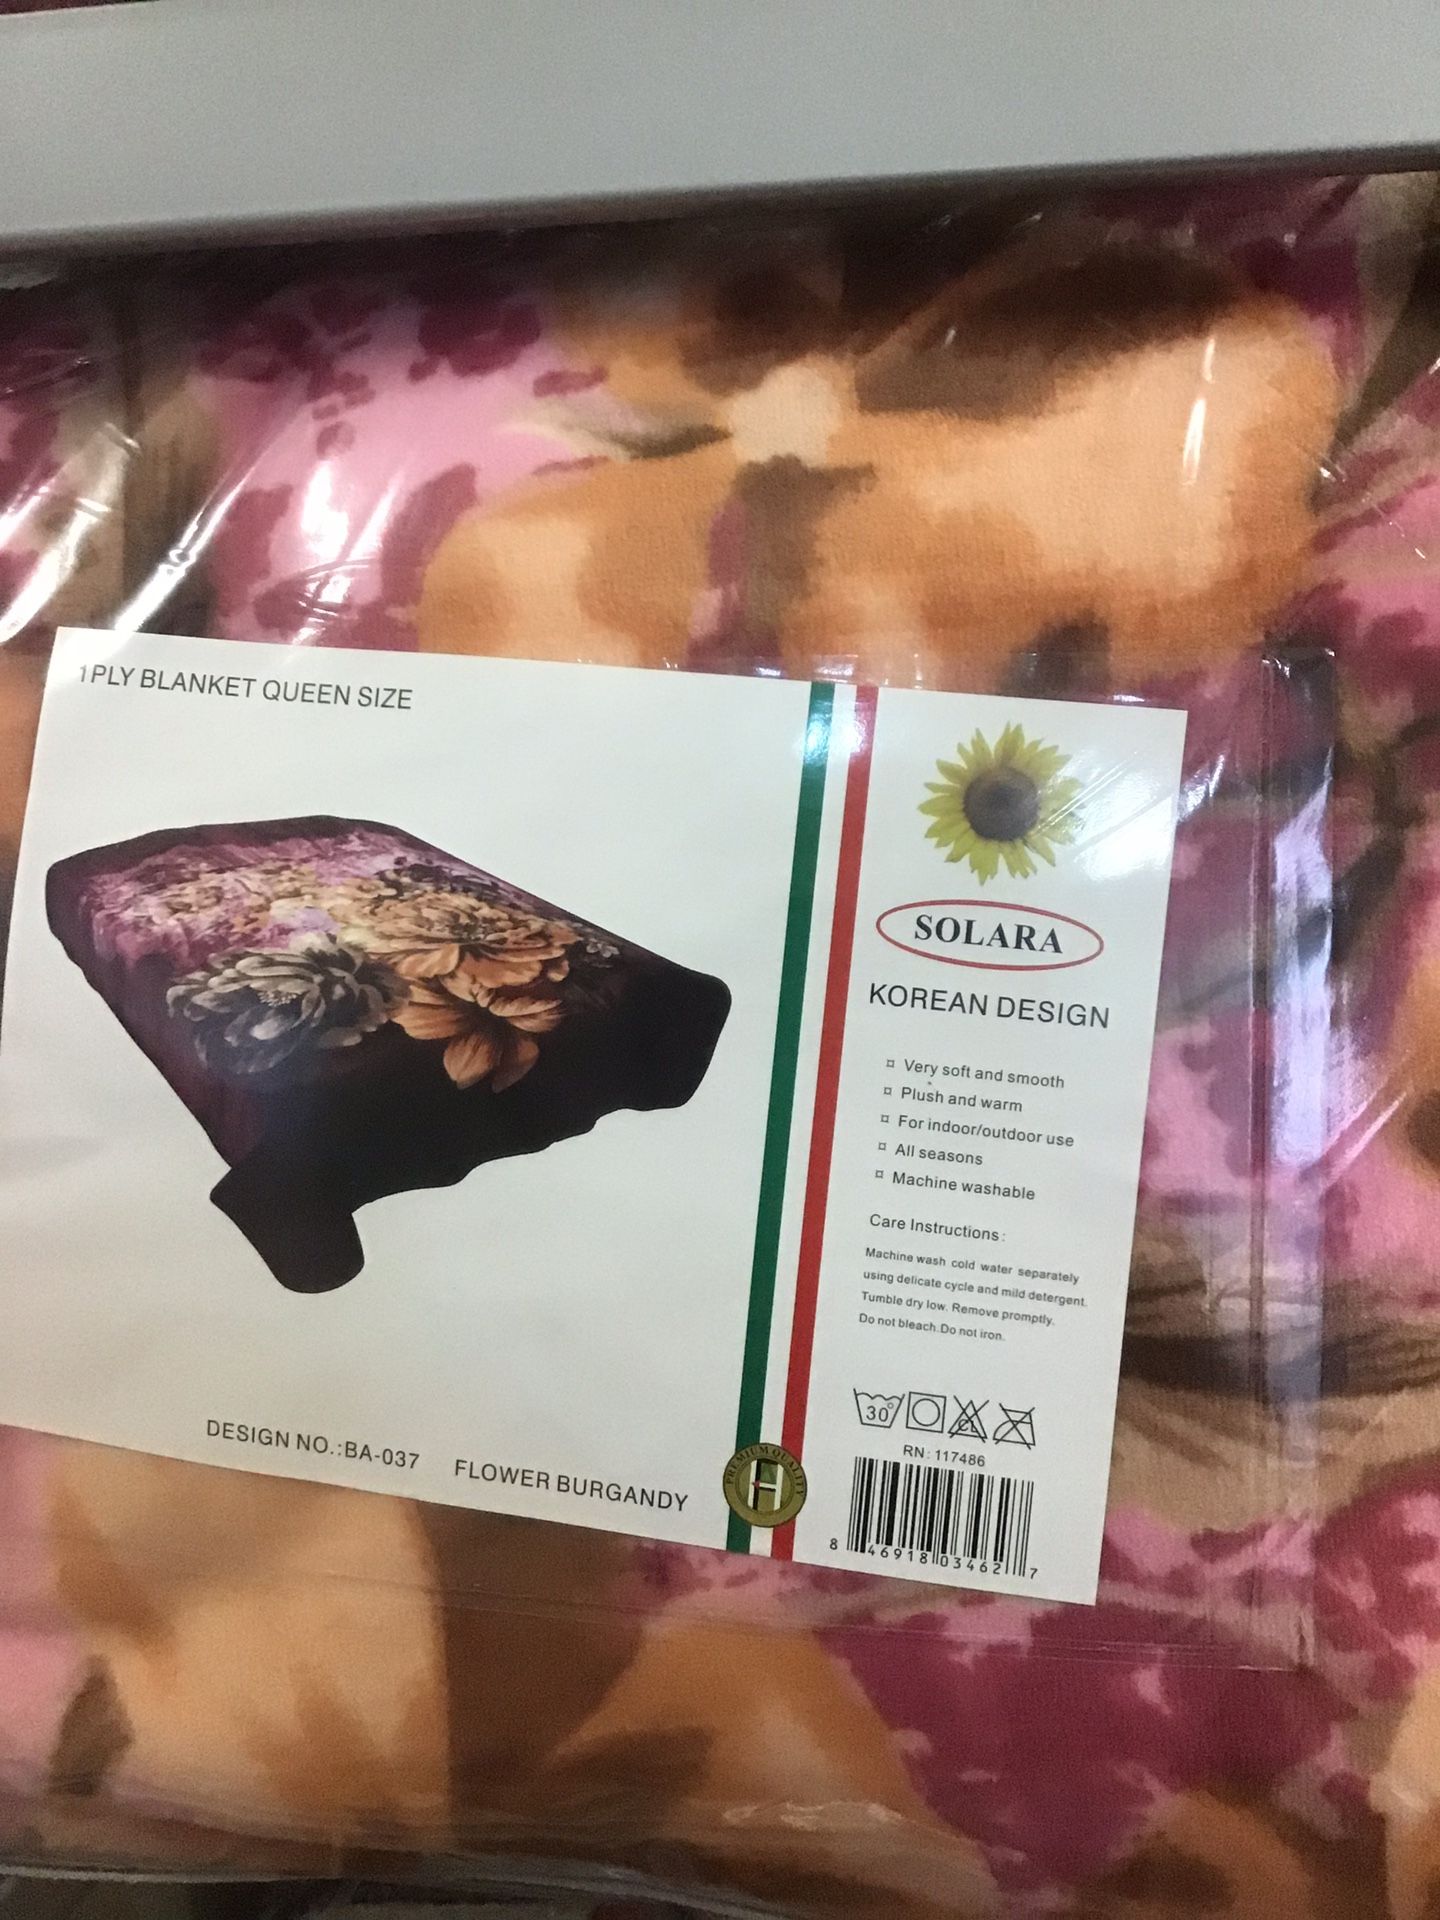 1PLY BLANKET QUEEN SIZE
SOLARA
KOREAN DESIGN
¤ Very soft and smooth
¤ Plush and warm
¤ For indoor/outdoor use
¤ All seasons
¤ Machine washable
Care Instructions:
Machine wash cold water separately
using delicate cycle and mild detergent.
Tumble dry low. Remove promptly.
Do not bleach.Do not iron.
30° CL
RN: 117486
8 46918 03462 7
DESIGN NO.:BA-037 FLOWER BURGANDY
PREMIUM QUALITY